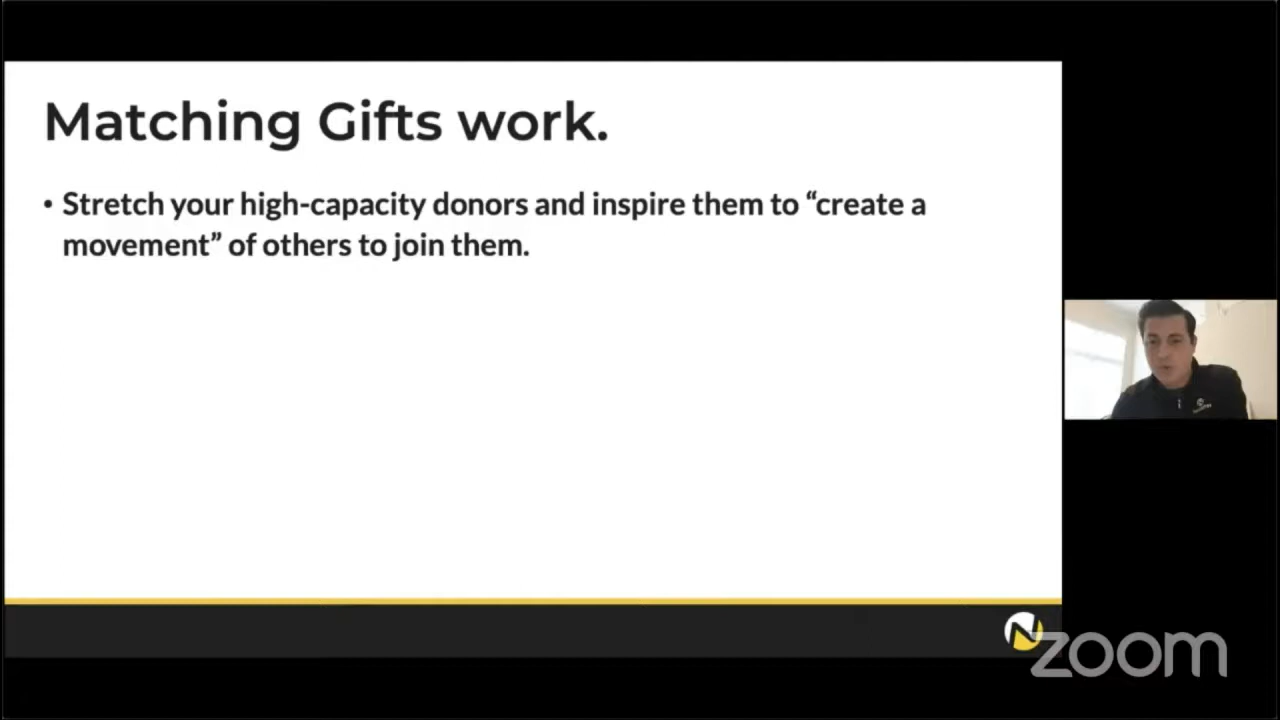 Matching Gifts work.
• Stretch your high-capacity donors and inspire them to “create a
movement” of others to join them.
N
zoom